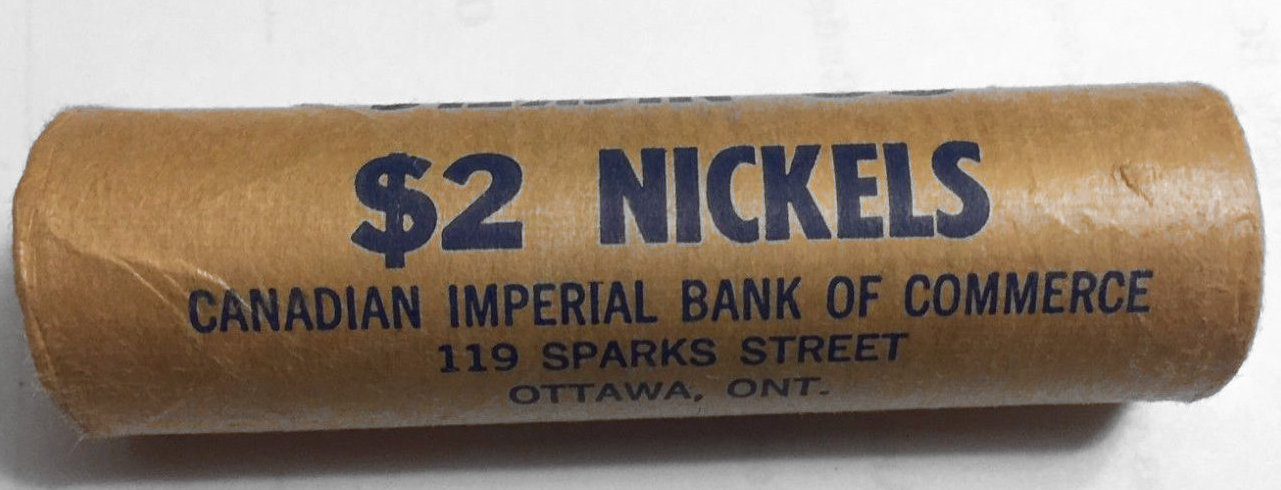 $2 NICKELS
CANADIAN IMPERIAL BANK OF COMMERCE
119 SPARKS STREET
OTTAWA, ONT.